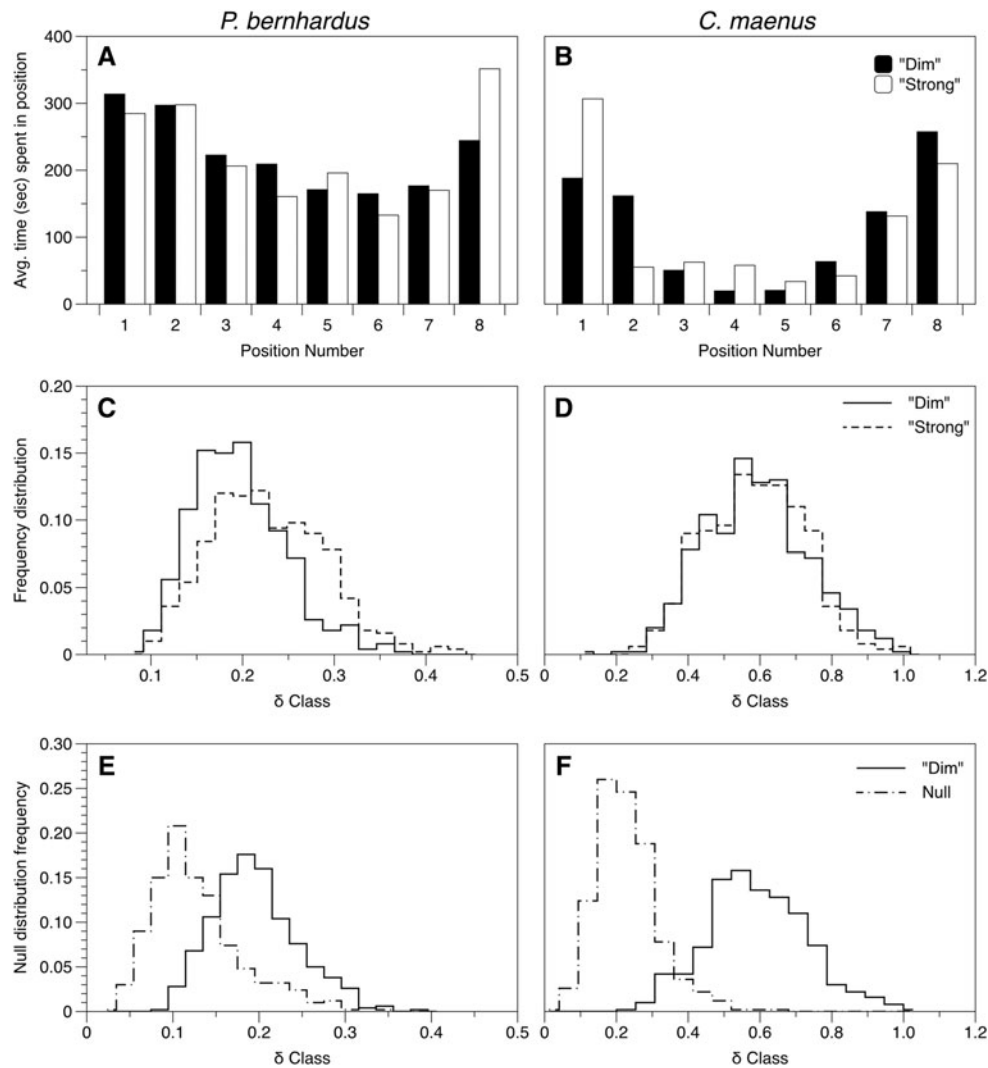 P. bernhardus
C. maenus
A
B
"Dim"
"Strong"
Avg. time (sec) spent in position
400
300
200
100
0
1 2 3 4 5 6 7 8
Position Number
1 2 3 4 5 6 7 8
Position Number
C
D
"Dim"
"Strong"
Frequency distribution
0.20
0.15
0.10
0.05
0
0.1 0.2 0.3 0.4 0.5
δ Class
0 0.2 0.4 0.6 0.8 1.0 1.2
δ Class
E
F
"Dim"
Null
Null distribution frequency
0.30
0.25
0.20
0.15
0.10
0.05
0
0 0.1 0.2 0.3 0.4 0.5
δ Class
0 0.2 0.4 0.6 0.8 1.0 1.2
δ Class